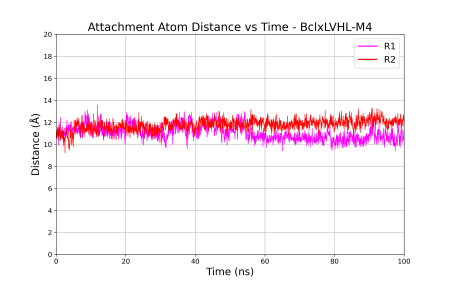 Attachment Atom Distance vs Time - BclxLVHL-M4
20
18
16
14
12
10
8
6
4
2
0
Distance (Å)
R1
R2
0 20 40 60 80 100
Time (ns)